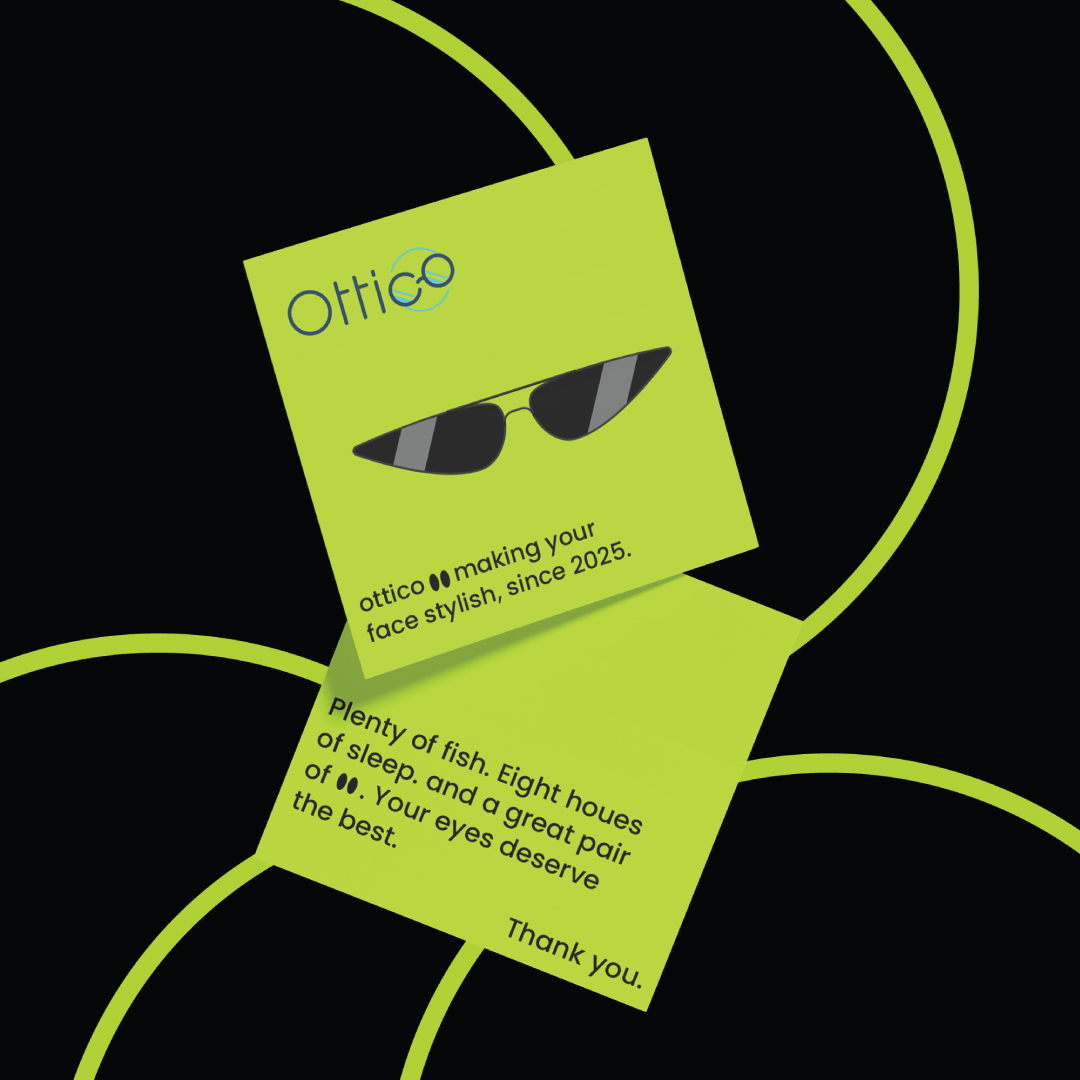 Ottico
ottico 👀 making your
face stylish, since 2025.
Plenty of fish. Eight houes
of sleep. and a great pair
of 👀. Your eyes deserve
the best.
Thank you.